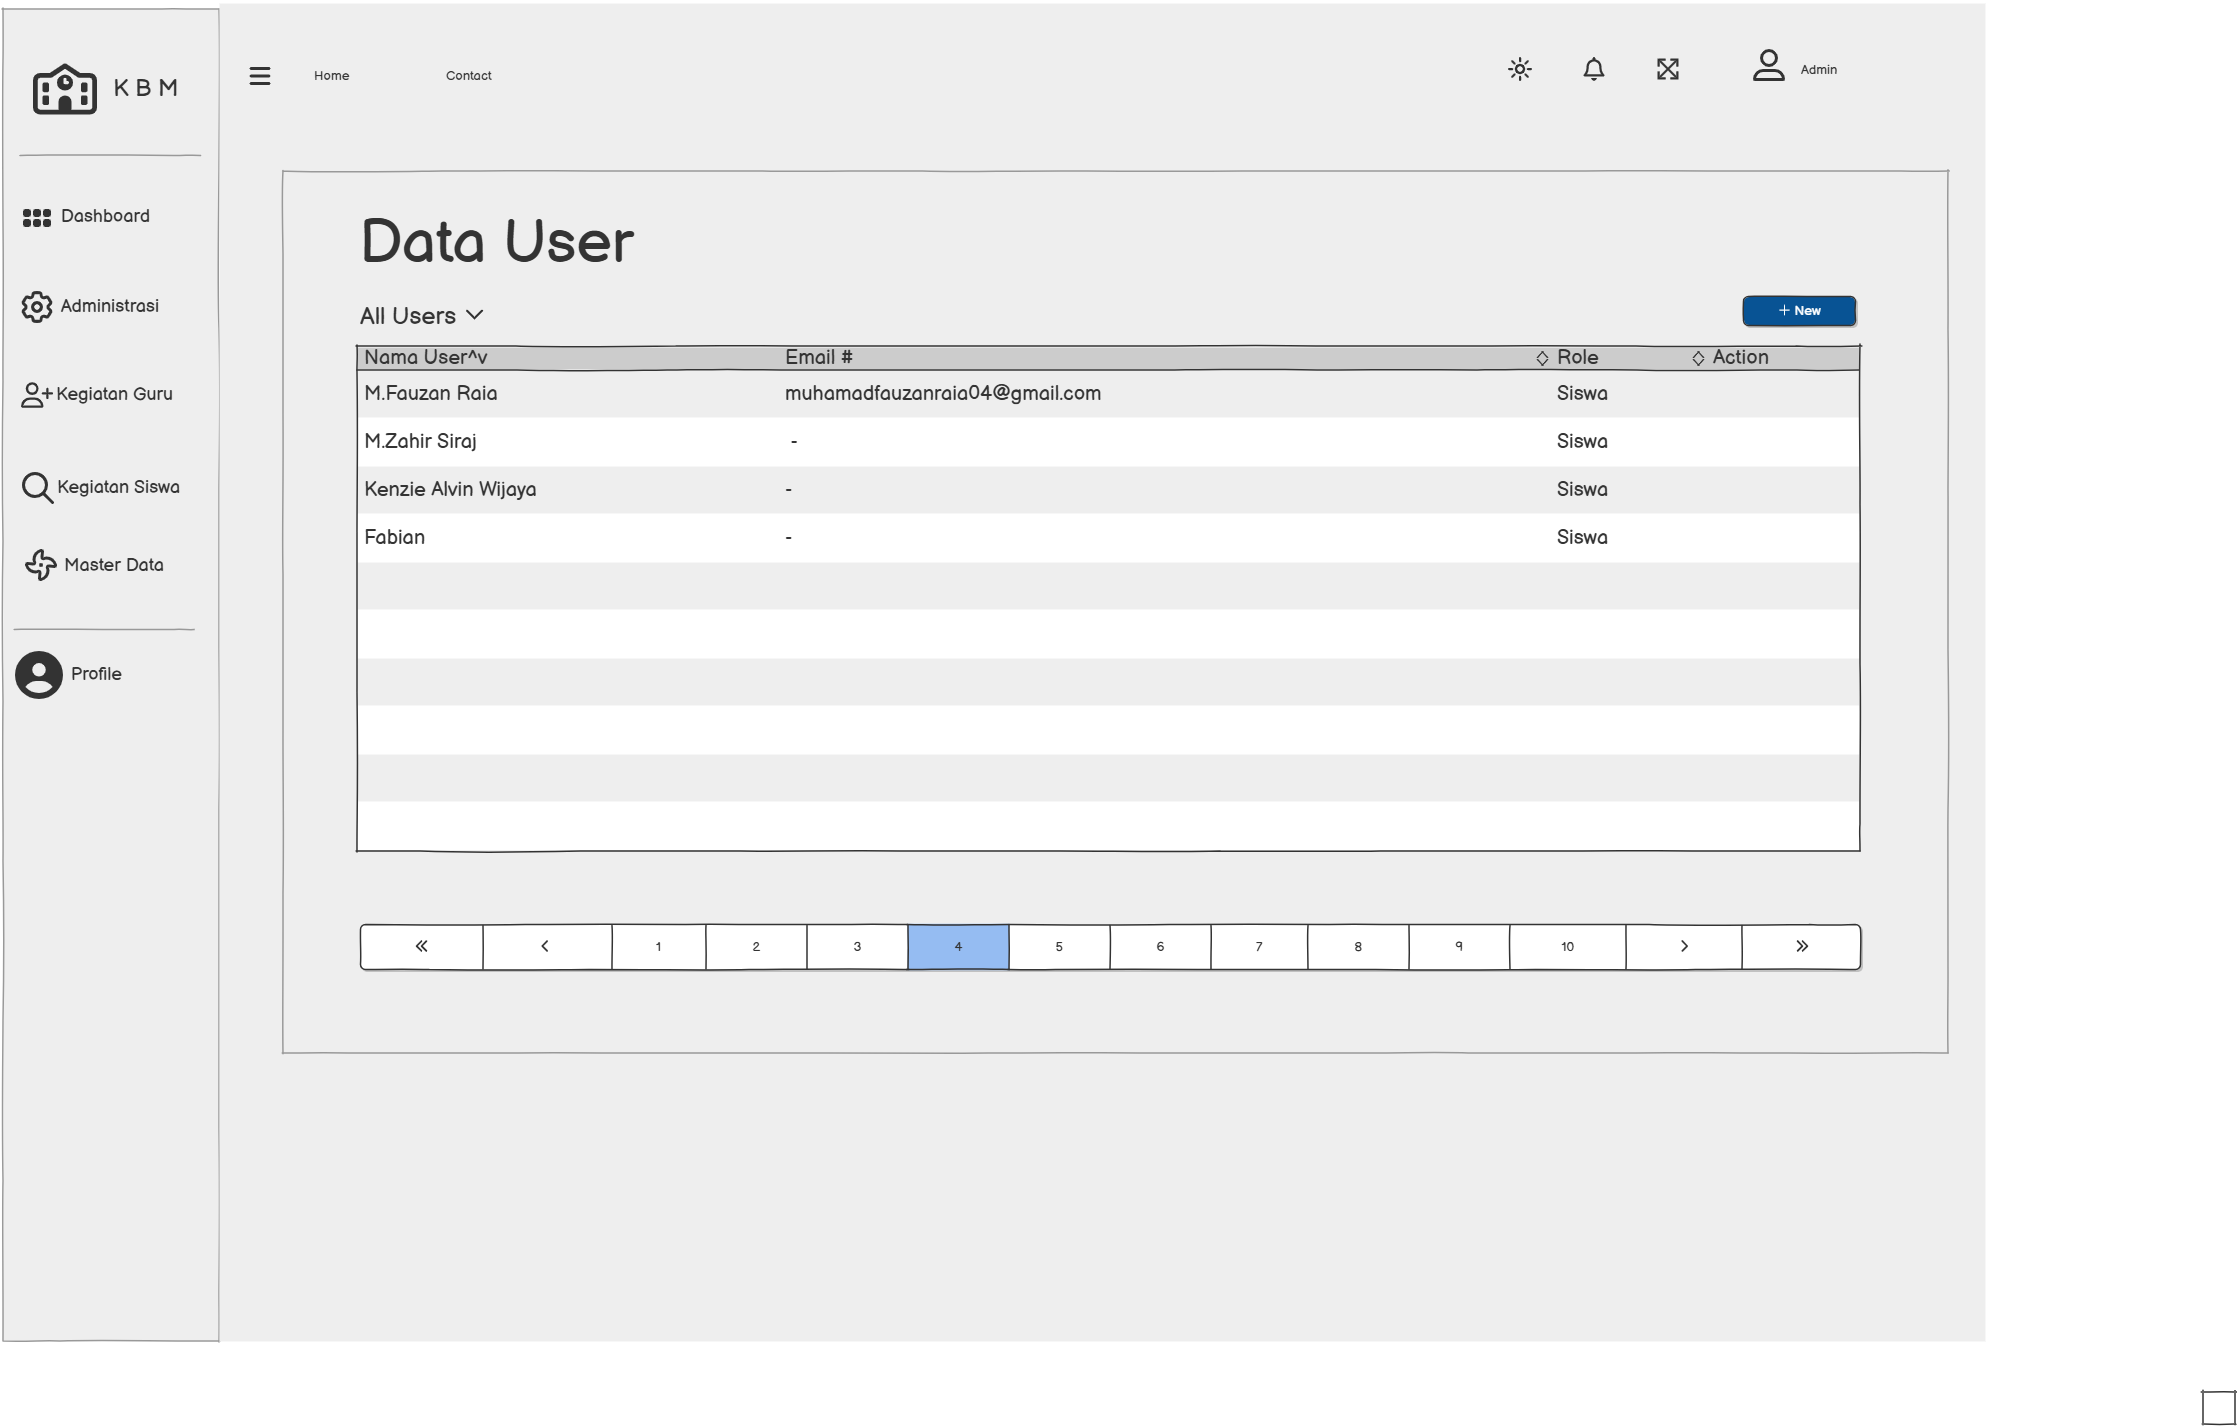 KBM
Home Contact Admin
Dashboard
Administrasi
Kegiatan Guru
Kegiatan Siswa
Master Data
Profile
Data User
All Users
+ New
Nama User^v Email # Role Action
M.Fauzan Raia muhamadfauzanraia04@gmail.com Siswa
M.Zahir Siraj - Siswa
Kenzie Alvin Wijaya - Siswa
Fabian - Siswa
« < 1 2 3 4 5 6 7 8 9 10 > »